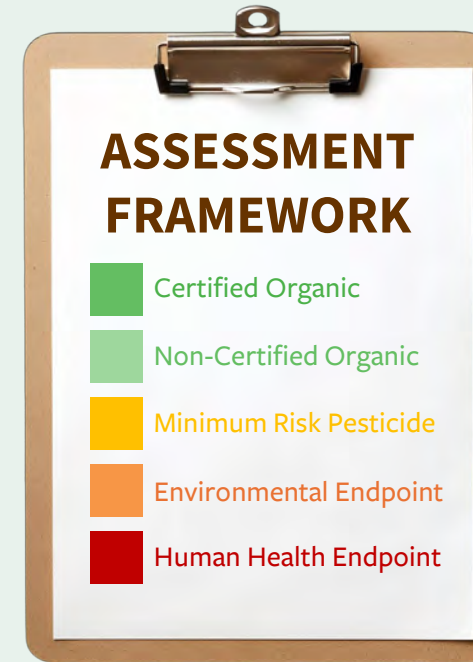 ASSESSMENT
FRAMEWORK
Certified Organic
Non-Certified Organic
Minimum Risk Pesticide
Environmental Endpoint
Human Health Endpoint